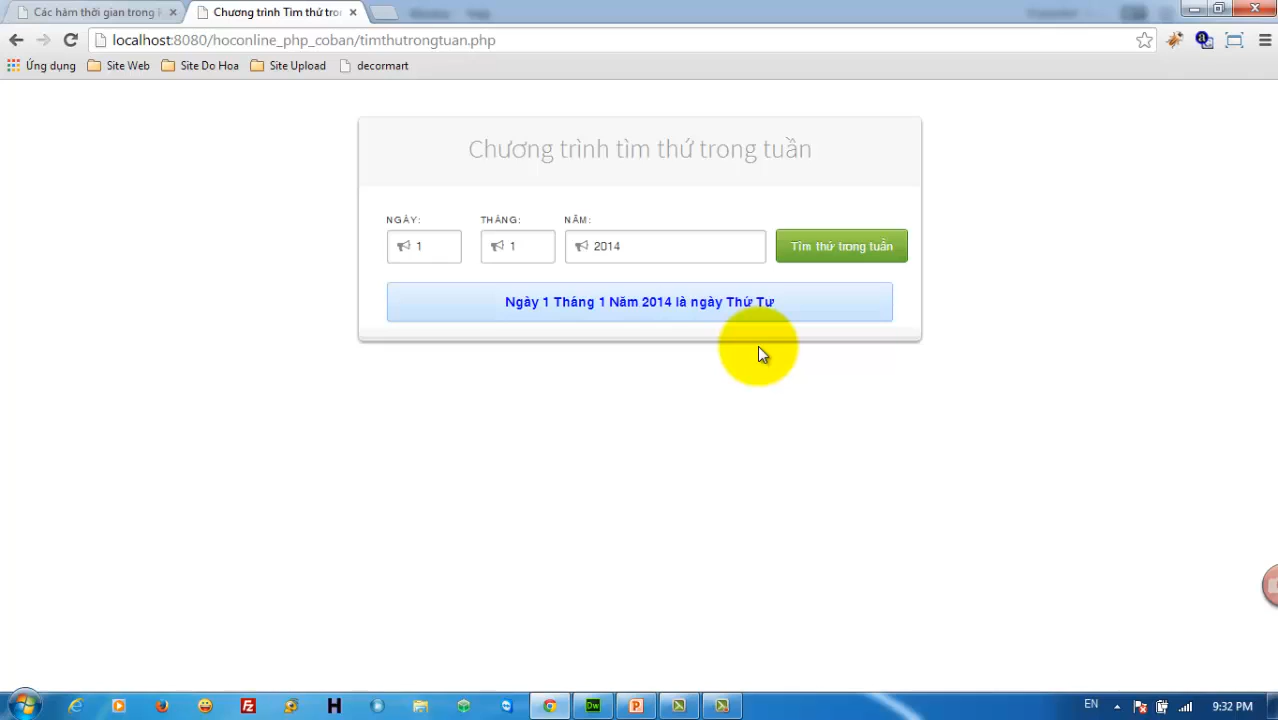 Các hàm thời gian trong
Chương trình Tìm thứ tro
localhost:8080/hoconline_php_coban/timthutrongtuan.php
Ứng dụng Site Web Site Do Hoa Site Upload decormart
Chương trình tìm thứ trong tuần
NGÀY: THÁNG: NĂM:
1 1 2014 Tìm thứ trong tuần
Ngày 1 Tháng 1 Năm 2014 là ngày Thứ Tư
EN 9:32 PM